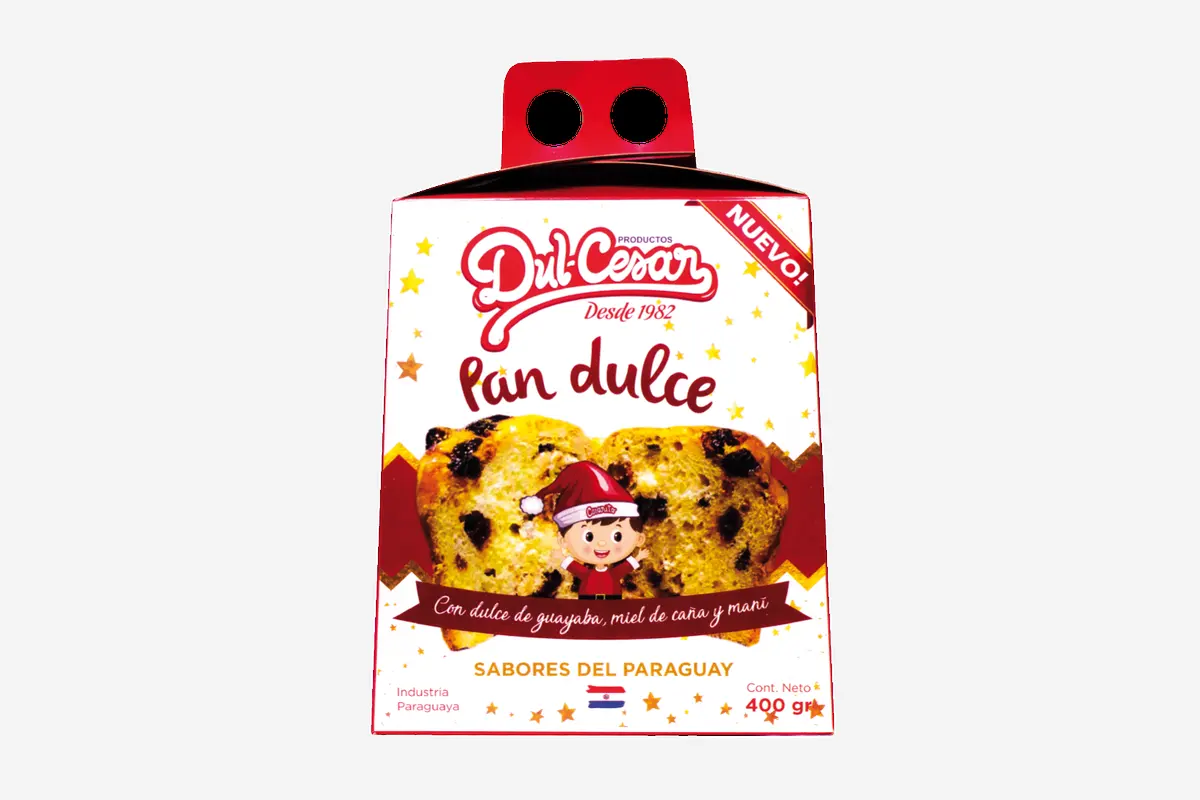 NUEVO!
PRODUCTOS
Dul-Cesar
Desde 1982
Pan dulce
Con dulce de guayaba, miel de caña y maní
SABORES DEL PARAGUAY
Industria
Paraguaya
Cont. Neto
400 gr.